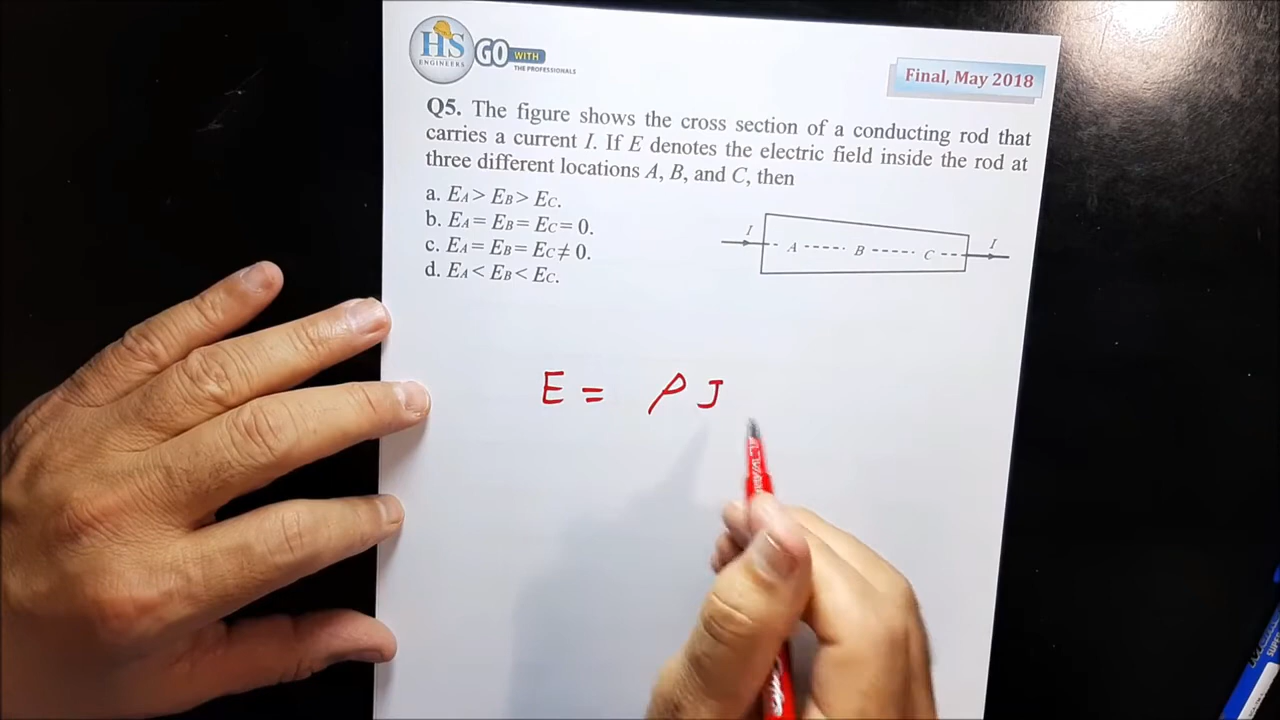 HS
ENGINEERS
GO WITH
THE PROFESSIONALS
Final, May 2018
Q5. The figure shows the cross section of a conducting rod that
carries a current I. If E denotes the electric field inside the rod at
three different locations A, B, and C, then
a. EA> EB> EC.
b. EA= EB= EC= 0.
c. EA= EB= EC≠ 0.
d. EA< EB< EC.
I A B C I
E = ρ J